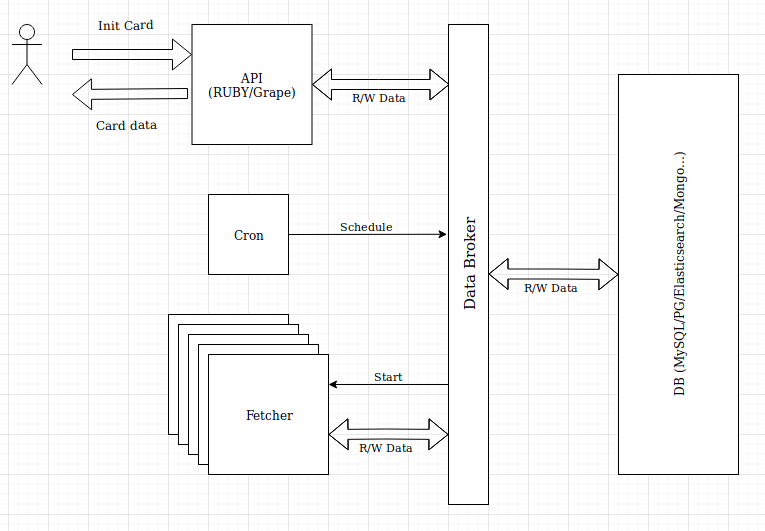 Init Card
API
(RUBY/Grape)
R/W Data
Card data
Data Broker
DB (MySQL/PG/Elasticsearch/Mongo...)
Schedule
Cron
R/W Data
Start
Fetcher
R/W Data